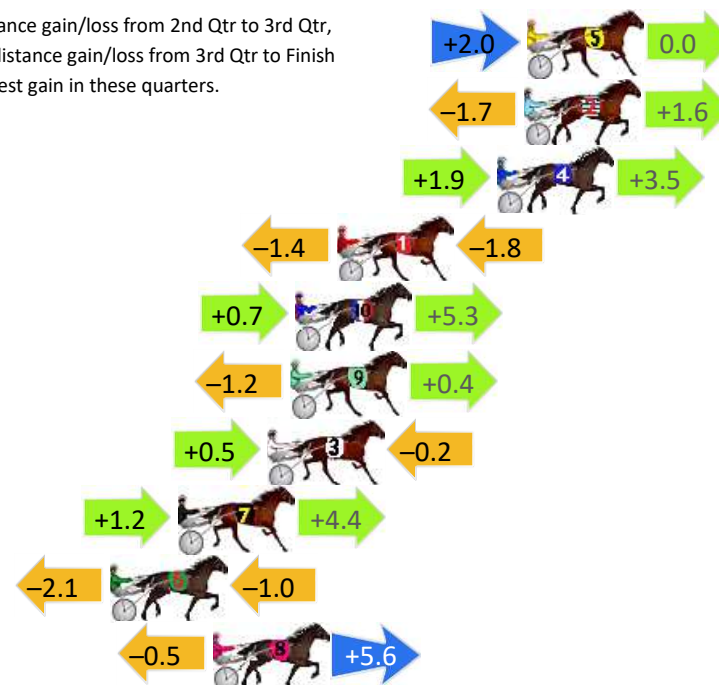 ance gain/loss from 2nd Qtr to 3rd Qtr,
distance gain/loss from 3rd Qtr to Finish
est gain in these quarters.
+2.0 5 0.0
–1.7 2 +1.6
+1.9 4 +3.5
–1.4 1 –1.8
+0.7 10 +5.3
–1.2 9 +0.4
+0.5 3 –0.2
+1.2 7 +4.4
–2.1 6 –1.0
–0.5 8 +5.6